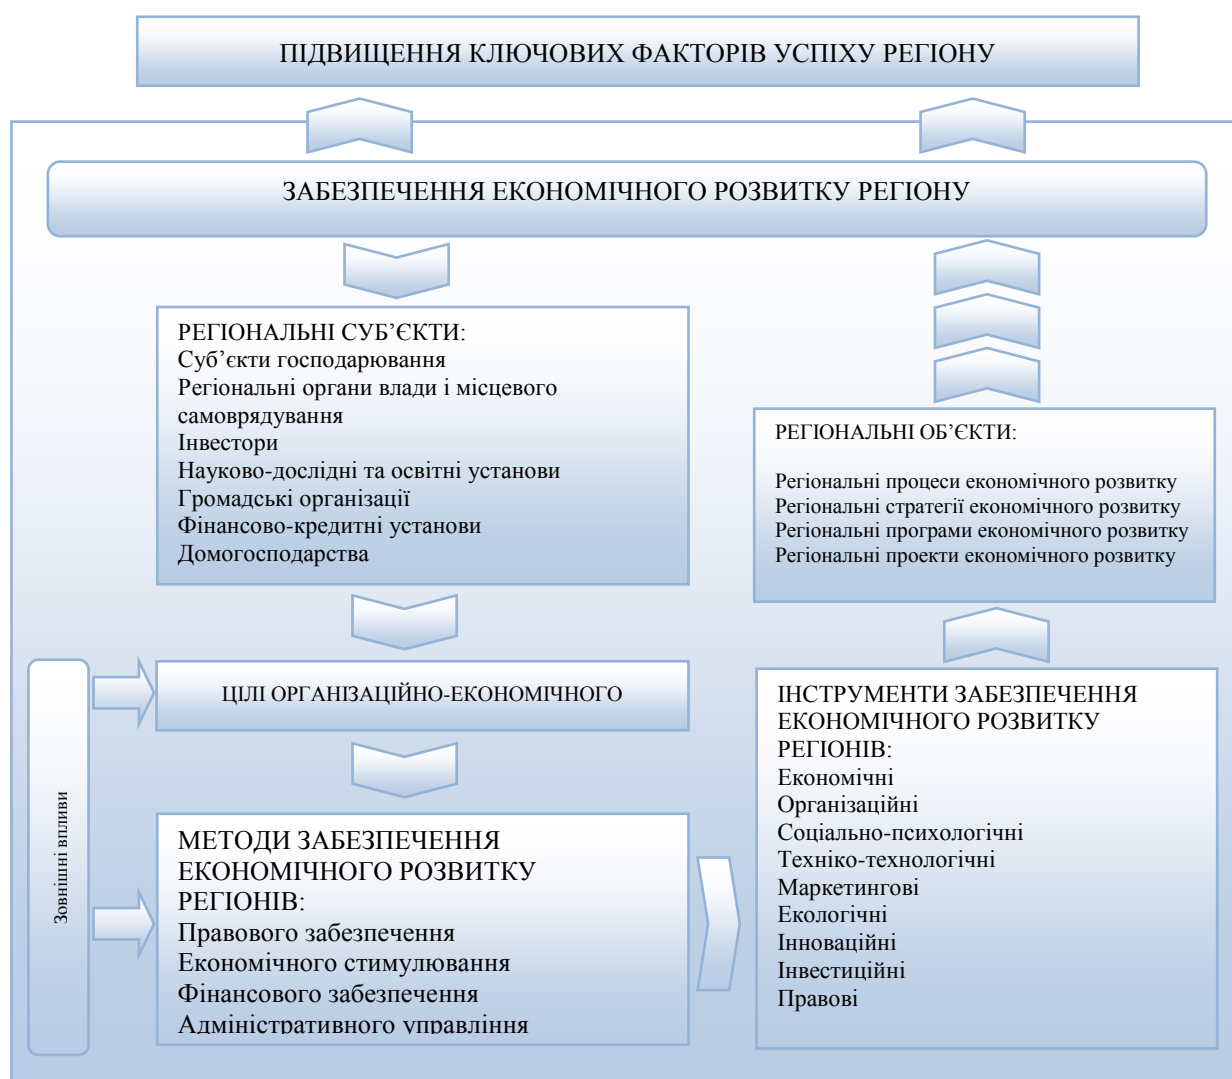 ПІДВИЩЕННЯ КЛЮЧОВИХ ФАКТОРІВ УСПІХУ РЕГІОНУ
ЗАБЕЗПЕЧЕННЯ ЕКОНОМІЧНОГО РОЗВИТКУ РЕГІОНУ
РЕГІОНАЛЬНІ СУБ’ЄКТИ:
Суб’єкти господарювання
Регіональні органи влади і місцевого
самоврядування
Інвестори
Науково-дослідні та освітні установи
Громадські організації
Фінансово-кредитні установи
Домогосподарства
РЕГІОНАЛЬНІ ОБ’ЄКТИ:
Регіональні процеси економічного розвитку
Регіональні стратегії економічного розвитку
Регіональні програми економічного розвитку
Регіональні проекти економічного розвитку
Зовнішні впливи
ЦІЛІ ОРГАНІЗАЦІЙНО-ЕКОНОМІЧНОГО
МЕТОДИ ЗАБЕЗПЕЧЕННЯ
ЕКОНОМІЧНОГО РОЗВИТКУ
РЕГІОНІВ:
Правового забезпечення
Економічного стимулювання
Фінансового забезпечення
Адміністративного управління
ІНСТРУМЕНТИ ЗАБЕЗПЕЧЕННЯ
ЕКОНОМІЧНОГО РОЗВИТКУ
РЕГІОНІВ:
Економічні
Організаційні
Соціально-психологічні
Техніко-технологічні
Маркетингові
Екологічні
Інноваційні
Інвестиційні
Правові